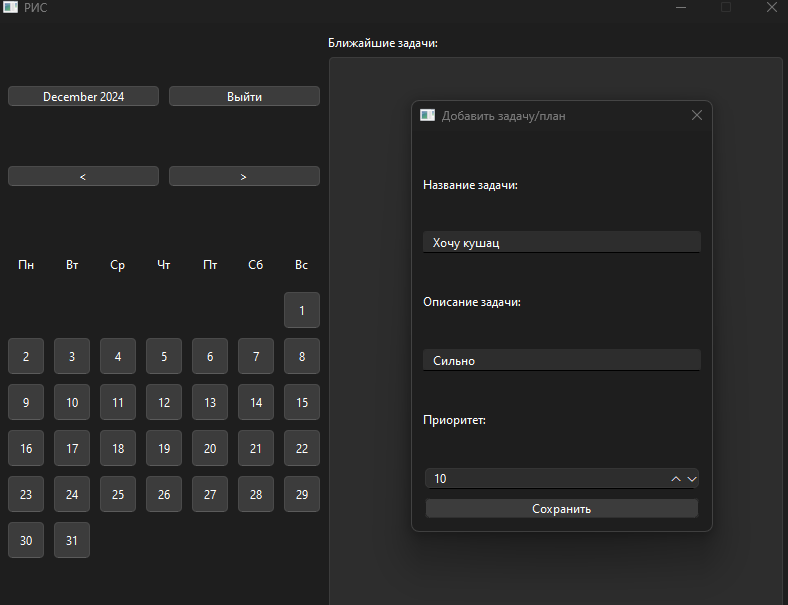 РИС
Ближайшие задачи:
December 2024 Выйти
< >
Пн Вт Ср Чт Пт Сб Вс
1
2 3 4 5 6 7 8
9 10 11 12 13 14 15
16 17 18 19 20 21 22
23 24 25 26 27 28 29
30 31
Добавить задачу/план
Название задачи:
Хочу кушац
Описание задачи:
Сильно
Приоритет:
10
Сохранить